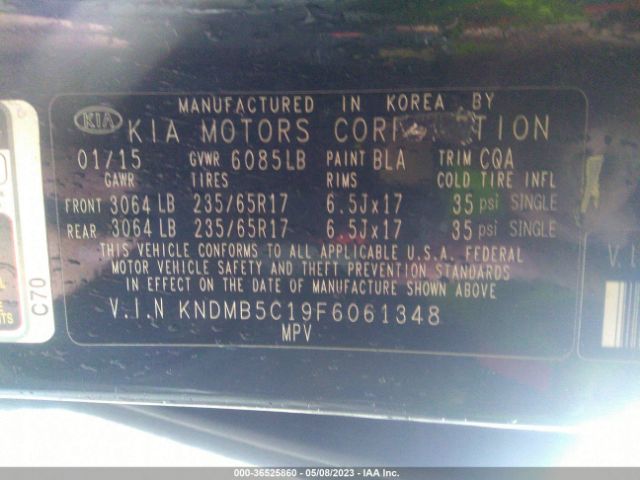 MANUFACTURED IN KOREA BY
KIA KIA MOTORS
01/15 GVWR 6085LB PAINT BLA TRIM CQA
GAWR TIRES RIMS COLD TIRE INFL
FRONT 3064 LB 235/65R17 6.5Jx17 35 psi SINGLE
REAR 3064 LB 235/65R17 6.5Jx17 35 psi SINGLE
THIS VEHICLE CONFORMS TO ALL APPLICABLE U.S.A. FEDERAL
MOTOR VEHICLE SAFETY AND THEFT PREVENTION STANDARDS
IN EFFECT ON THE DATE OF MANUFACTURE SHOWN ABOVE
V.I.N KNDMB5C19F6061348
MPV
C70
000-36525860 - 05/08/2023 - IAA Inc.